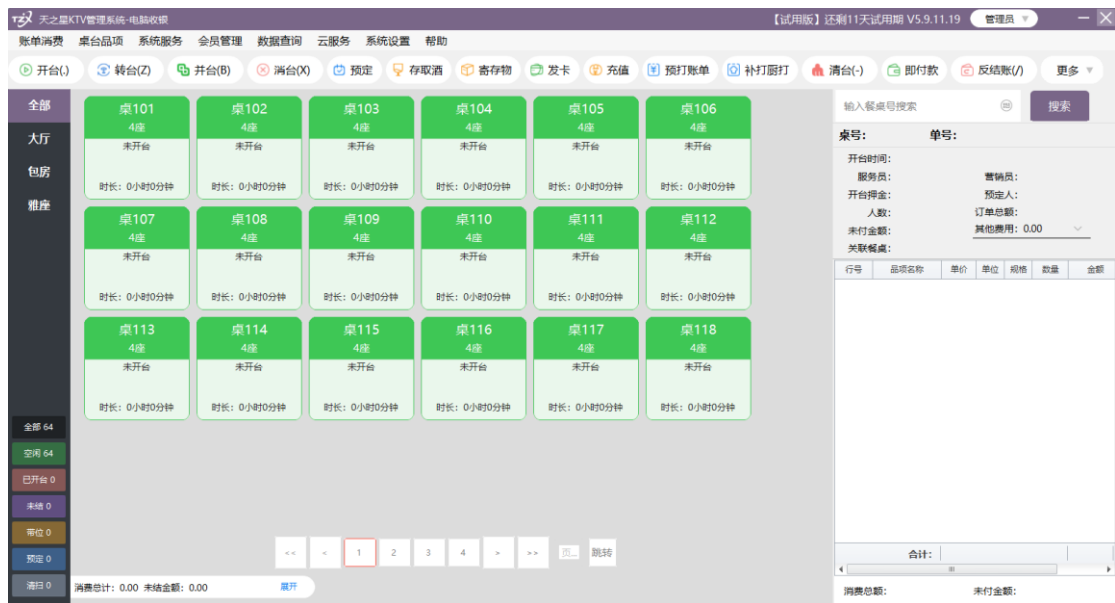 TZX 天之星KTV管理系统-电脑收银
【试用版】还剩11天试用期 V5.9.11.19 管理员
账单消费 桌台品项 系统服务 会员管理 数据查询 云服务 系统设置 帮助
开台(.) 转台(Z) 并台(B) 消台(X) 预定 存取酒 寄存物 发卡 充值 预打账单 补打厨打 清台(-) 即付款 反结账(/) 更多
全部
大厅
包房
雅座
桌101 桌102 桌103 桌104 桌105 桌106
4座 4座 4座 4座 4座 4座
未开台 未开台 未开台 未开台 未开台 未开台
时长: 0小时0分钟 时长: 0小时0分钟 时长: 0小时0分钟 时长: 0小时0分钟 时长: 0小时0分钟 时长: 0小时0分钟
桌107 桌108 桌109 桌110 桌111 桌112
4座 4座 4座 4座 4座 4座
未开台 未开台 未开台 未开台 未开台 未开台
时长: 0小时0分钟 时长: 0小时0分钟 时长: 0小时0分钟 时长: 0小时0分钟 时长: 0小时0分钟 时长: 0小时0分钟
桌113 桌114 桌115 桌116 桌117 桌118
4座 4座 4座 4座 4座 4座
未开台 未开台 未开台 未开台 未开台 未开台
时长: 0小时0分钟 时长: 0小时0分钟 时长: 0小时0分钟 时长: 0小时0分钟 时长: 0小时0分钟 时长: 0小时0分钟
全部 64
空闲 64
已开台 0
未结 0
带位 0
预定 0
清扫 0
<< < 1 2 3 4 > >> 页... 跳转
消费总计: 0.00 未结金额: 0.00 展开
输入餐桌号搜索 搜索
桌号: 单号:
开台时间:
服务员: 营销员:
开台押金: 预定人:
人数: 订单总额:
未付金额: 其他费用: 0.00
关联餐桌:
行号 品项名称 单价 单位 规格 数量 金额
合计:
消费总额: 未付金额: